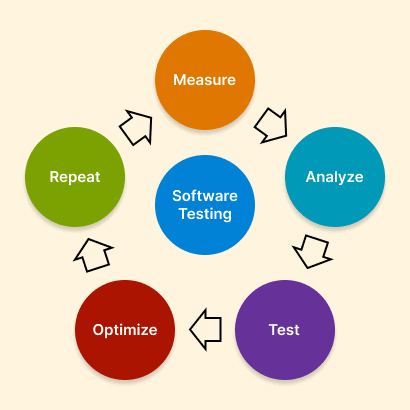 Measure
Analyze
Test
Optimize
Repeat
Software
Testing